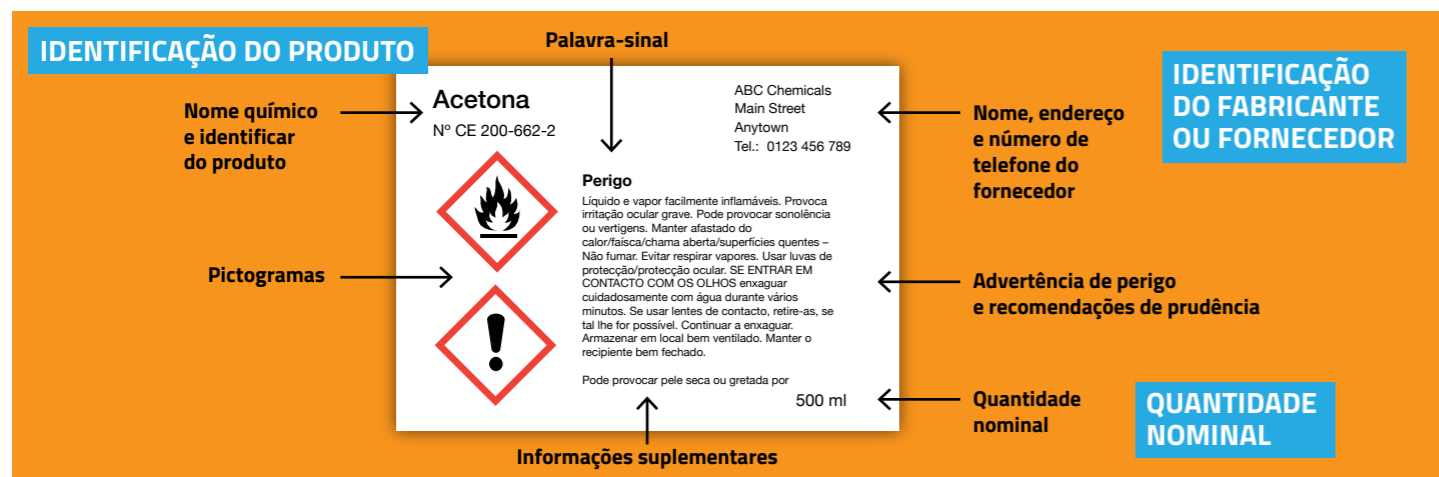 IDENTIFICAÇÃO DO PRODUTO
Palavra-sinal
IDENTIFICAÇÃO
DO FABRICANTE
OU FORNECEDOR
Nome químico
e identificar
do produto
Acetona
Nº CE 200-662-2
ABC Chemicals
Main Street
Anytown
Tel.: 0123 456 789
Nome, endereço
e número de
telefone do
fornecedor
Perigo
Líquido e vapor facilmente inflamáveis. Provoca
irritação ocular grave. Pode provocar sonolência
ou vertigens. Manter afastado do
calor/faísca/chama aberta/superfícies quentes –
Não fumar. Evitar respirar vapores. Usar luvas de
protecção/protecção ocular. SE ENTRAR EM
CONTACTO COM OS OLHOS enxaguar
cuidadosamente com água durante vários
minutos. Se usar lentes de contacto, retire-as, se
tal lhe for possível. Continuar a enxaguar.
Armazenar em local bem ventilado. Manter o
recipiente bem fechado.
Pictogramas
Advertência de perigo
e recomendações de prudência
Pode provocar pele seca ou gretada por
500 ml
Quantidade
nominal
QUANTIDADE
NOMINAL
Informações suplementares